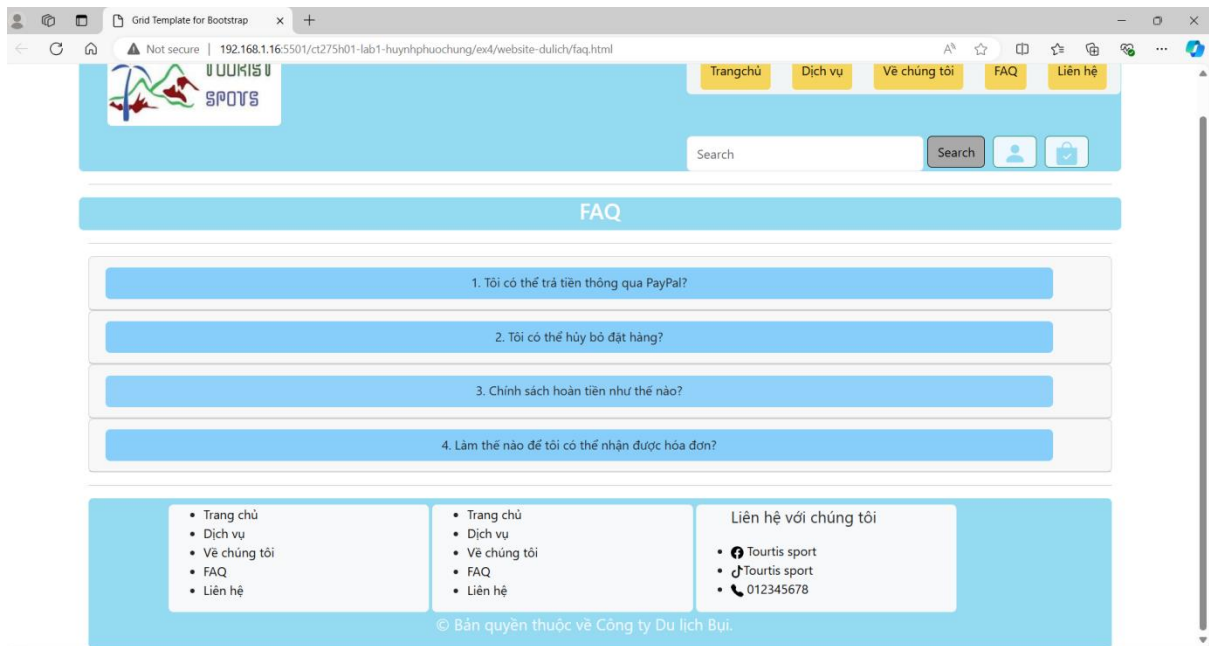 Grid Template for Bootstrap
Not secure | 192.168.1.16:5501/ct275h01-lab1-huynhphuochung/ex4/website-dulich/faq.html
TOURIST
SPOTS
Trangchủ Dịch vụ Về chúng tôi FAQ Liên hệ
Search Search
FAQ
1. Tôi có thể trả tiền thông qua PayPal?
2. Tôi có thể hủy bỏ đặt hàng?
3. Chính sách hoàn tiền như thế nào?
4. Làm thế nào để tôi có thể nhận được hóa đơn?
Trang chủ
Dịch vụ
Về chúng tôi
FAQ
Liên hệ
Trang chủ
Dịch vụ
Về chúng tôi
FAQ
Liên hệ
Liên hệ với chúng tôi
Tourtis sport
Tourtis sport
012345678
© Bản quyền thuộc về Công ty Du lịch Bụi.